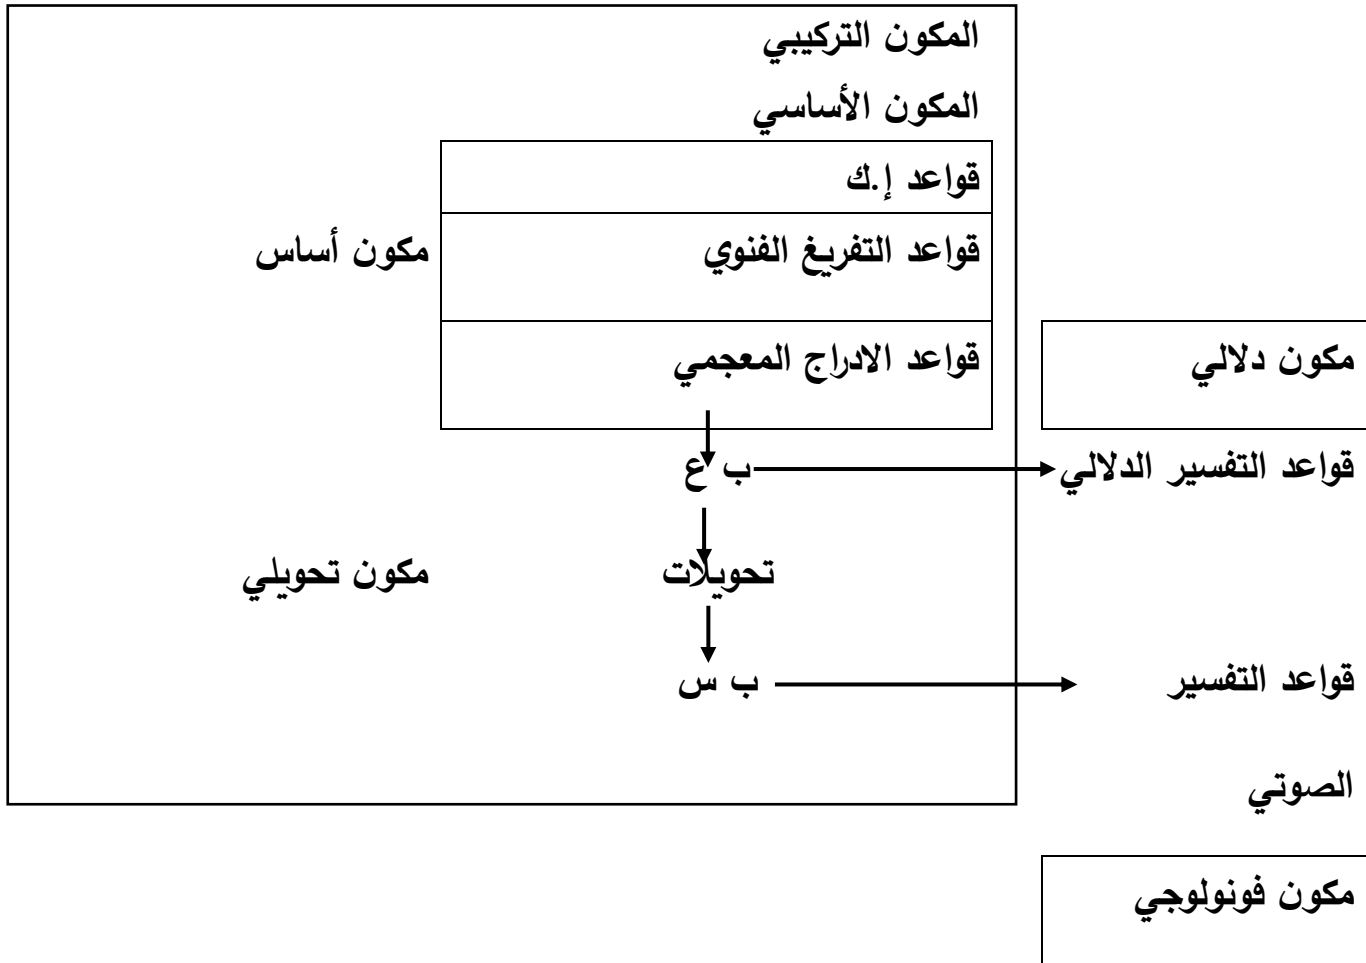 المكون التركيبي
المكون الأساسي
قواعد إ.ك
قواعد التفريغ الفنوي
مكون أساس
قواعد الادراج المعجمي
مكون دلالي
ب ع
قواعد التفسير الدلالي
تحويلات
مكون تحويلي
ب س
قواعد التفسير
الصوتي
مكون فونولوجي